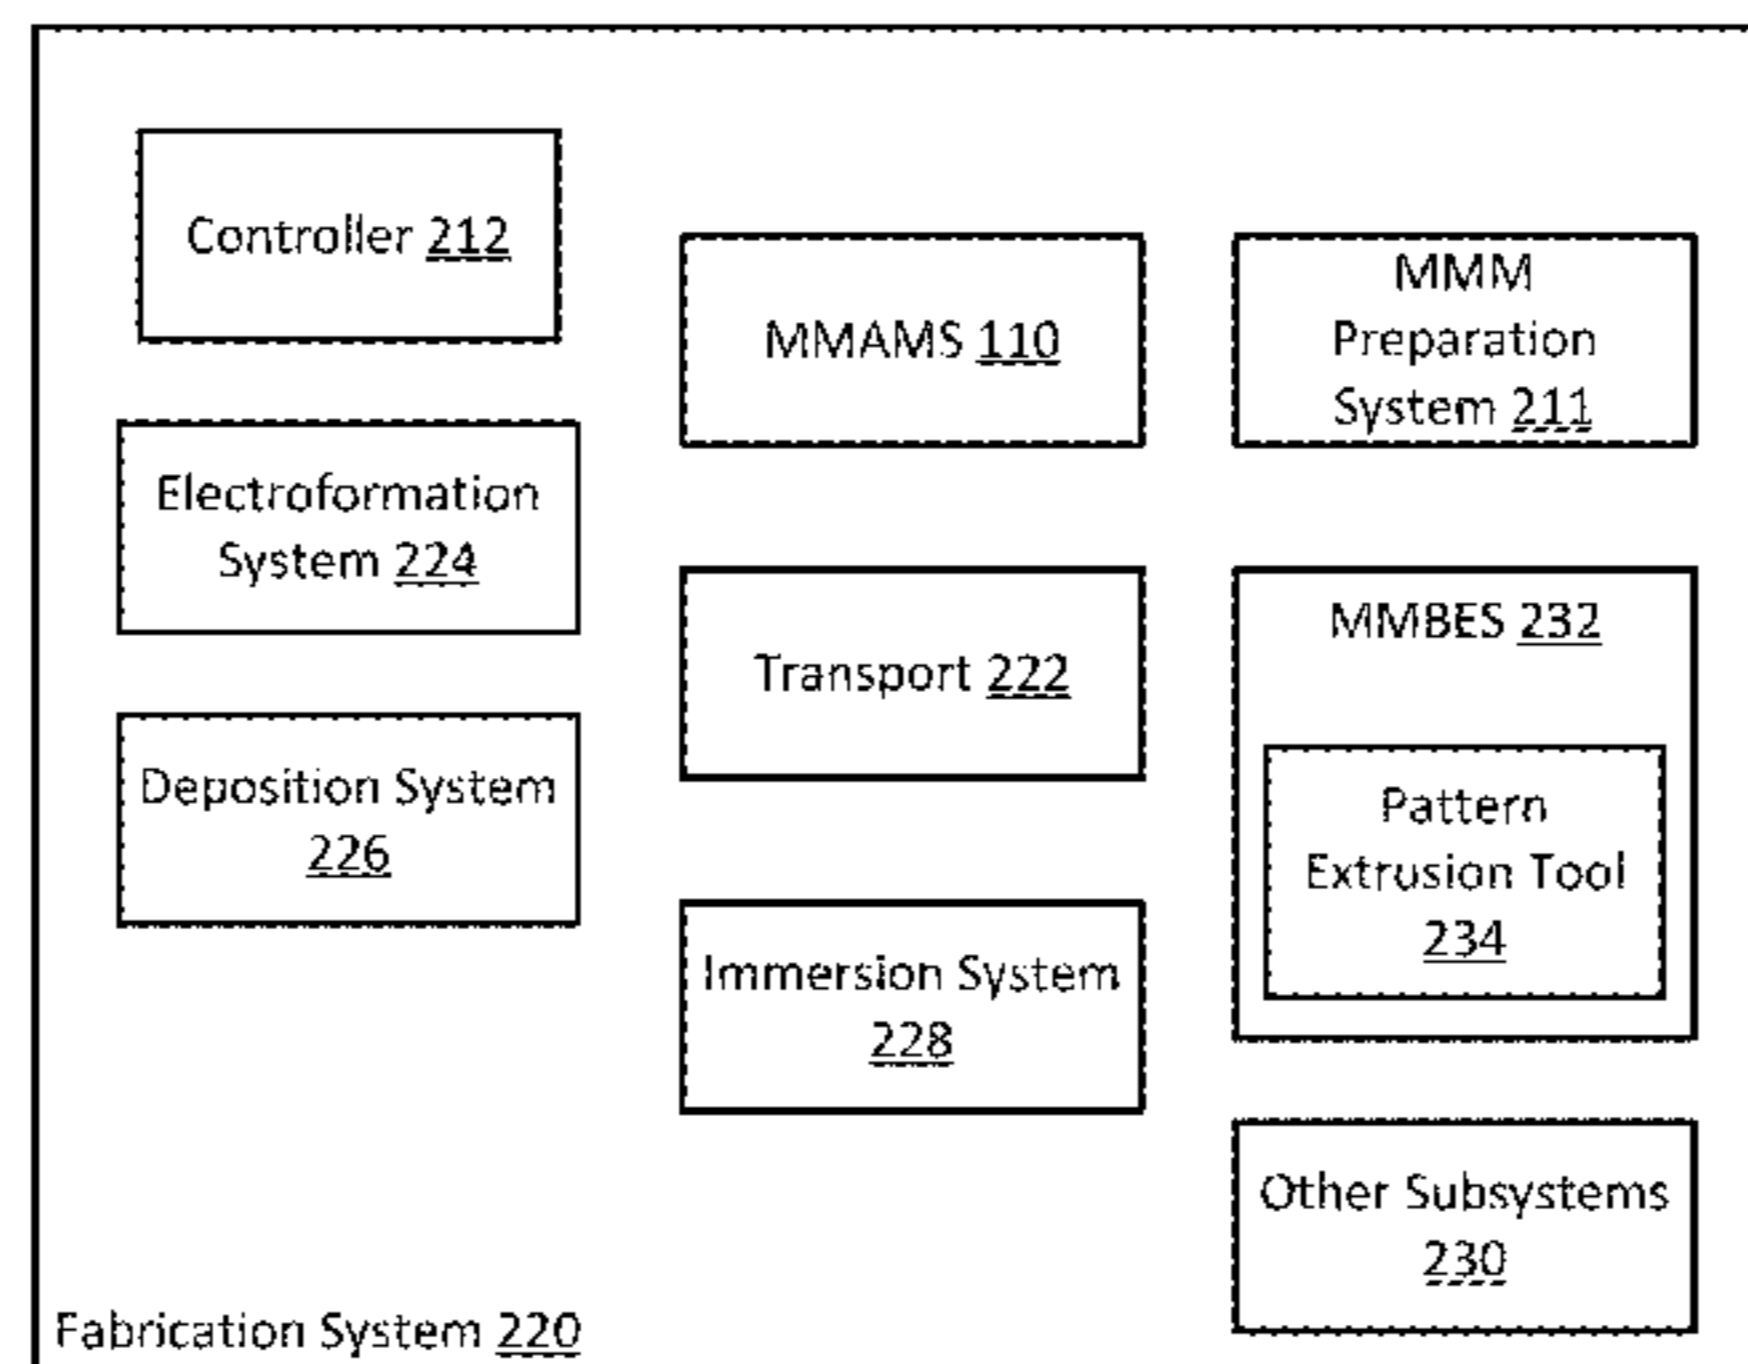 Controller 212
Electroformation
System 224
Deposition System
226
MMAMS 110
Transport 222
Immersion System
228
MMM
Preparation
System 211
MMBES 232
Pattern
Extrusion Tool
234
Other Subsystems
230
Fabrication System 220